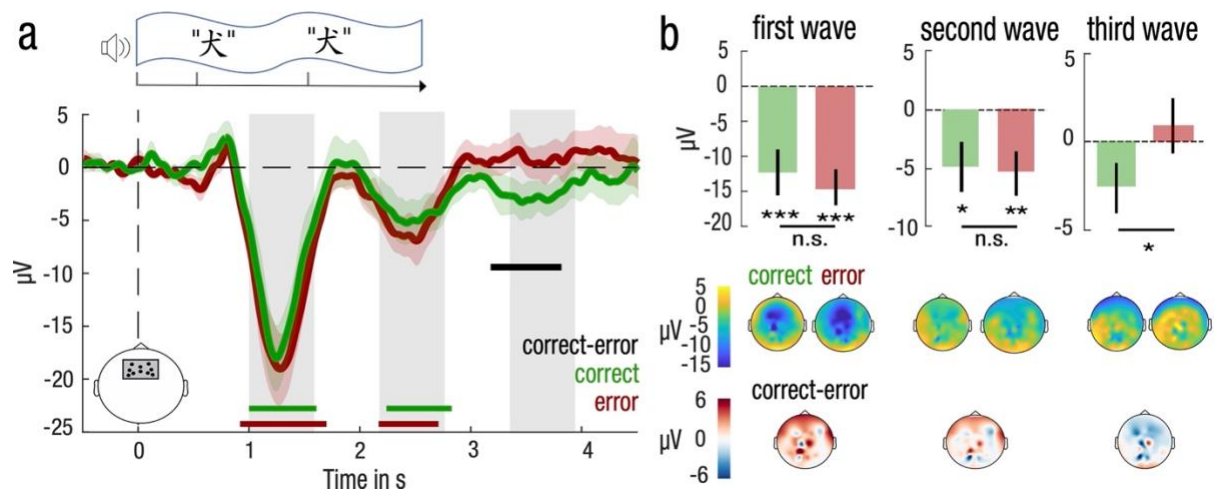 a
"犬" "犬"
5
0
-5
-10
-15
-20
-25
µV
correct-error
correct
error
0 1 2 3 4
Time in s
b
first wave second wave third wave
µV
5
0
-5
-10
-15
-20
*** ***
n.s.
5
0
-5
-10
* **
n.s.
5
0
-5
*
correct error
µV
5
0
-5
-10
-15
correct-error
µV
6
0
-6